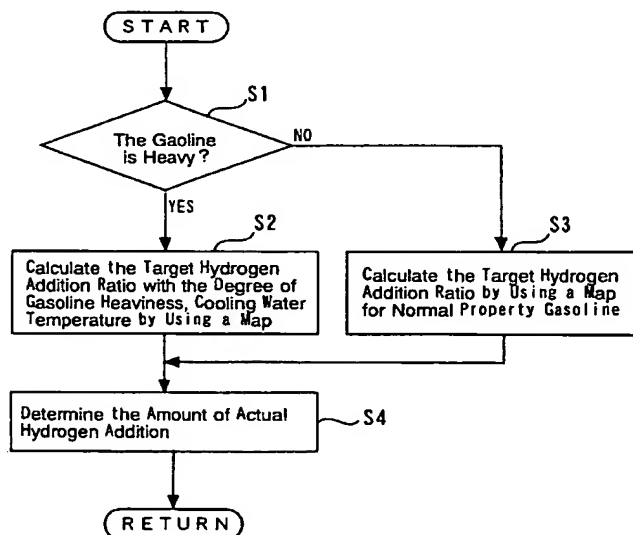 START
S1
The Gaoline
is Heavy?
NO
YES
S2
Calculate the Target Hydrogen
Addition Ratio with the Degree of
Gasoline Heaviness, Cooling Water
Temperature by Using a Map
S3
Calculate the Target Hydrogen
Addition Ratio by Using a Map
for Normal Property Gasoline
Determine the Amount of Actual
Hydrogen Addition
S4
RETURN